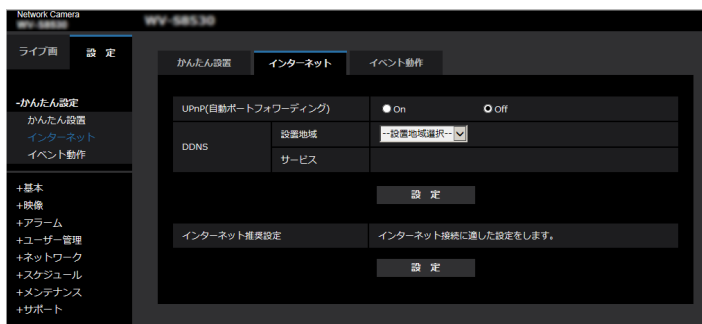 Network Camera
WV-S8530
WV-S8530
ライブ画
設 定
かんたん設置
インターネット
イベント動作
-かんたん設定
かんたん設置
インターネット
イベント動作
+基本
+映像
+アラーム
+ユーザー管理
+ネットワーク
+スケジュール
+メンテナンス
+サポート
UPnP(自動ポートフォワーディング)
On
Off
DDNS
設置地域
--設置地域選択--
サービス
設 定
インターネット推奨設定
インターネット接続に適した設定をします。
設 定